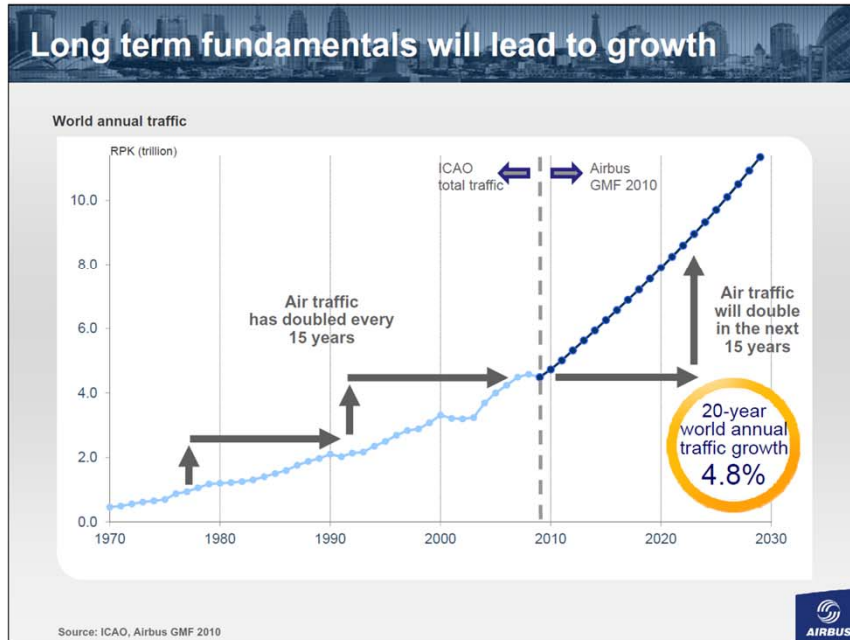 Long term fundamentals will lead to growth
World annual traffic
RPK (trillion)
ICAO
total traffic
Airbus
GMF 2010
10.0
8.0
6.0
4.0
2.0
0.0
Air traffic
has doubled every
15 years
Air traffic
will double
in the next
15 years
20-year
world annual
traffic growth
4.8%
1970
1980
1990
2000
2010
2020
2030
Source: ICAO, Airbus GMF 2010
AIRBUS